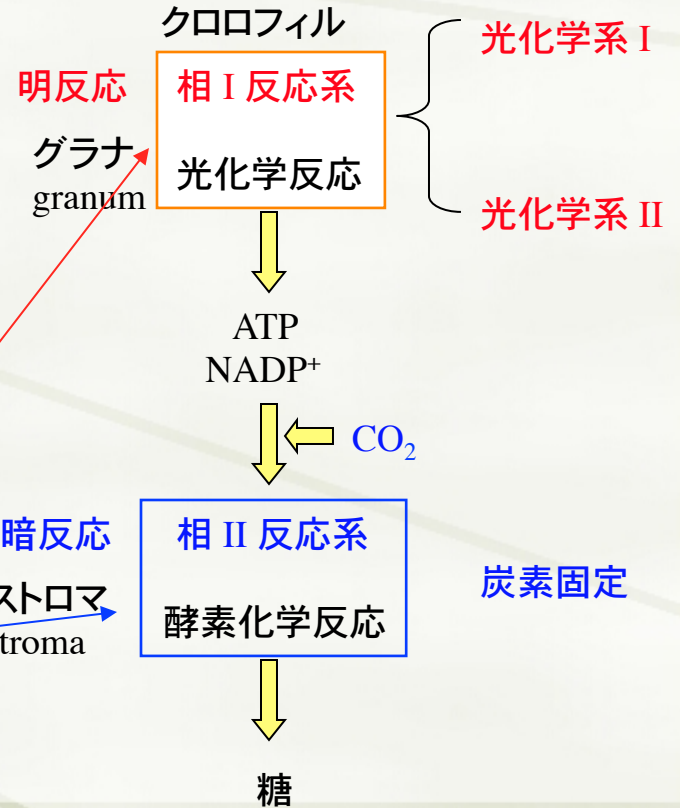 クロロフィル
光化学系 I
明反応
相 I 反応系
グラナ
granum
光化学反応
光化学系 II
ATP
NADP⁺
CO₂
暗反応
相 II 反応系
炭素固定
ストロマ
troma
酵素化学反応
糖